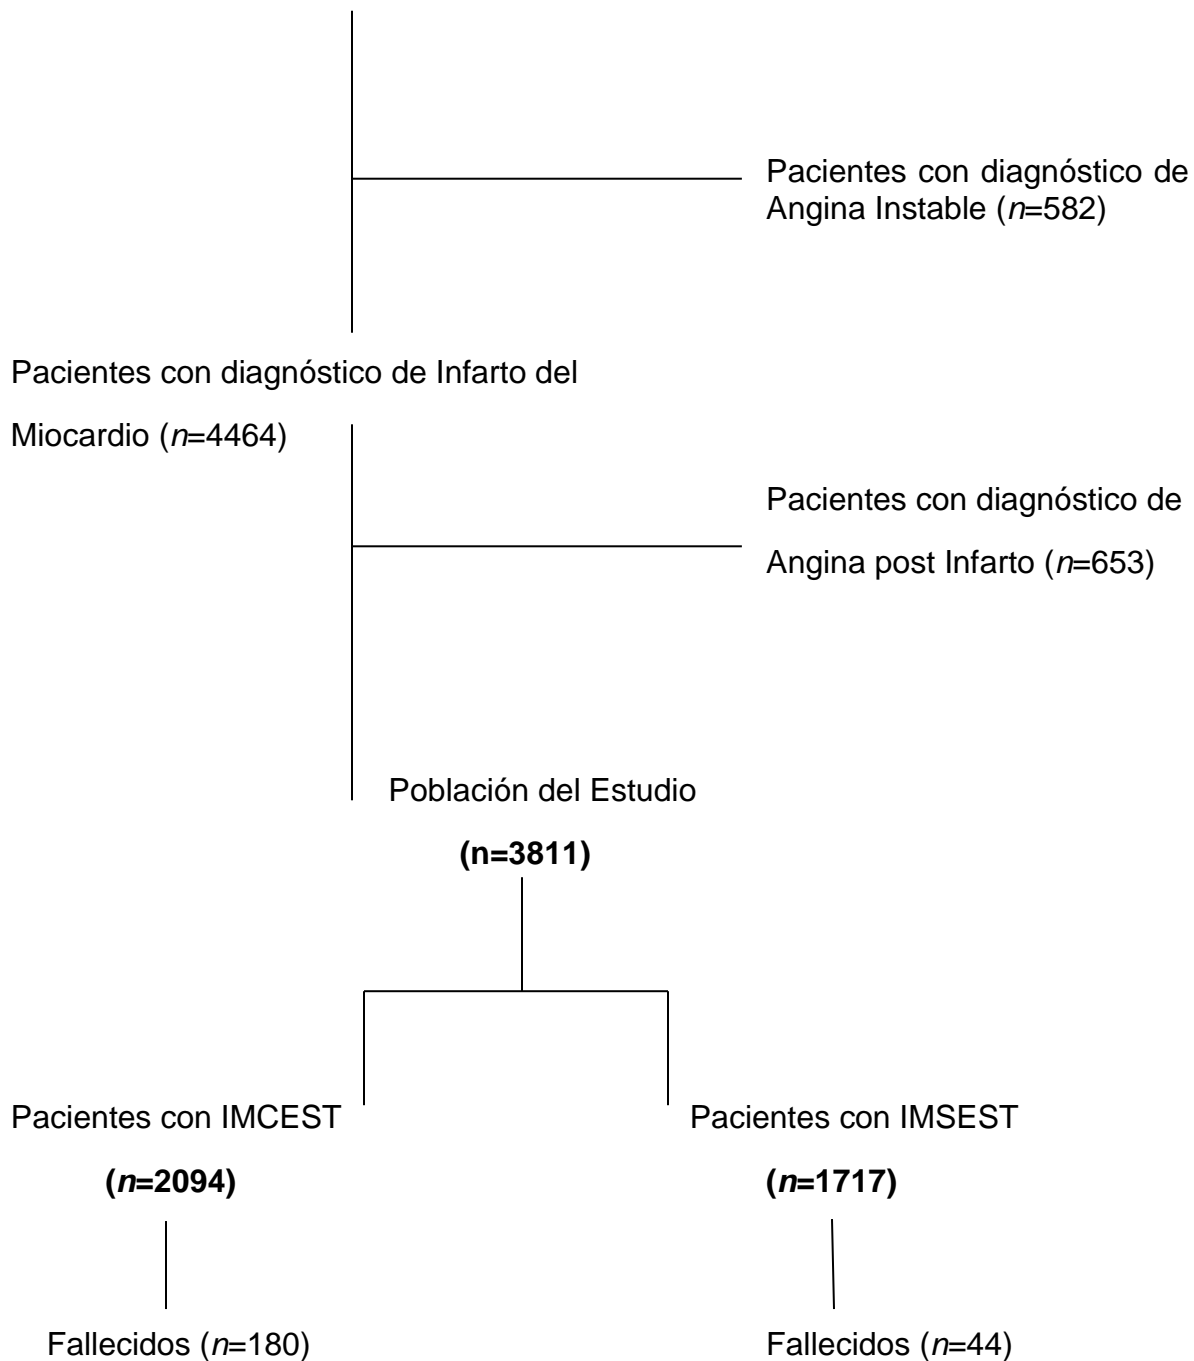 Pacientes con diagnóstico de
Angina Instable (n=582)
Pacientes con diagnóstico de Infarto del
Miocardio (n=4464)
Pacientes con diagnóstico de
Angina post Infarto (n=653)
Población del Estudio
(n=3811)
Pacientes con IMCEST
(n=2094)
Pacientes con IMSEST
(n=1717)
Fallecidos (n=180)
Fallecidos (n=44)